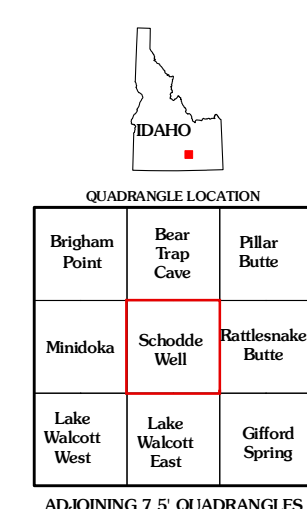 IDAHO
QUADRANGLE LOCATION
Brigham
Point
Bear
Trap
Cave
Pillar
Butte
Minidoka
Schodde
Well
Rattlesnake
Butte
Lake
Walcott
West
Lake
Walcott
East
Gifford
Spring
ADJOINING 7.5' QUADRANGLES